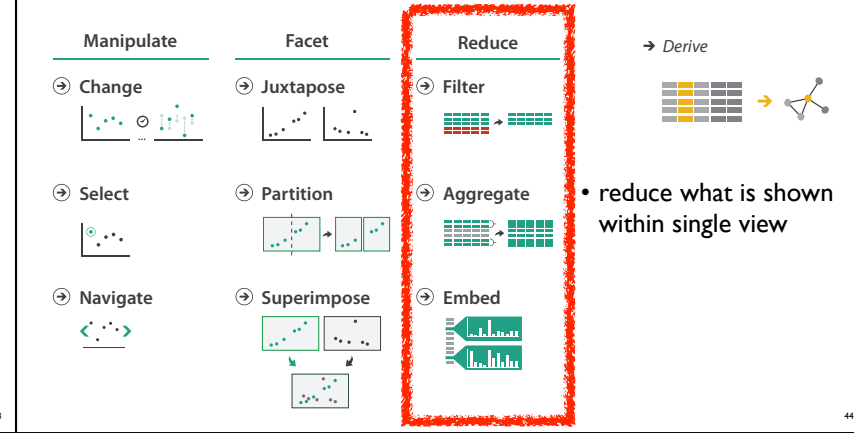 Manipulate
Change
...
Select
Navigate
Facet
Juxtapose
Partition
Superimpose
Reduce
Filter
Aggregate
Embed
→ Derive
• reduce what is shown
within single view
44